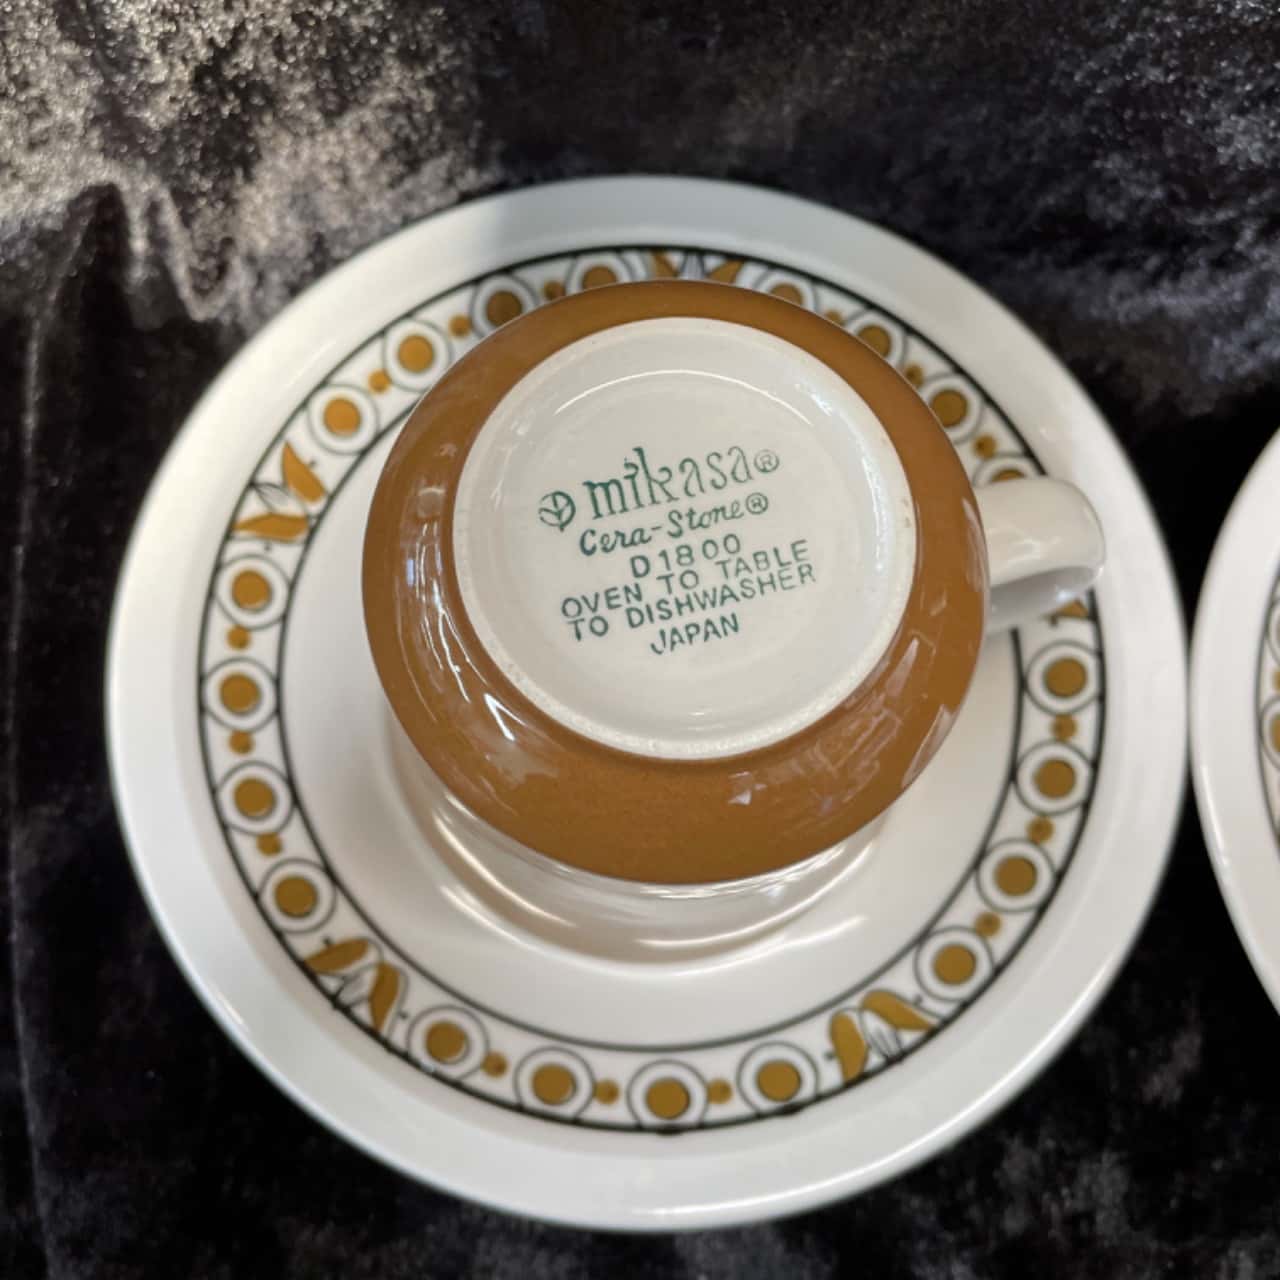 mikasa®
Cera-Stone®
D1800
OVEN TO TABLE
TO DISHWASHER
JAPAN